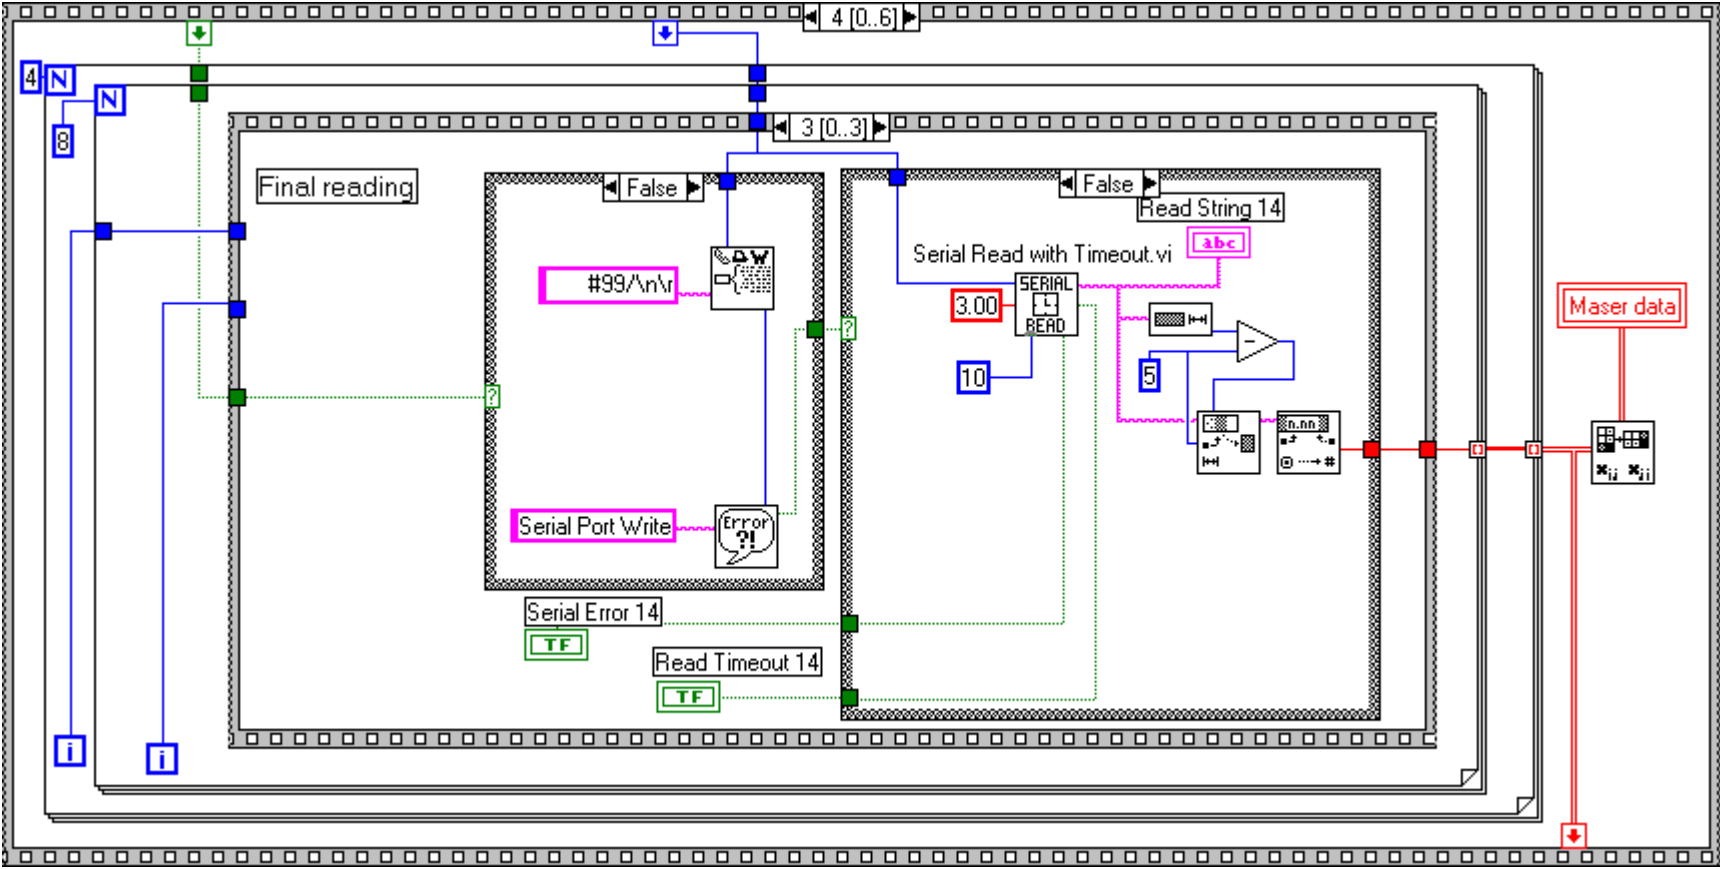 4 [0..6]
4
N
N
8
3 [0..3]
Final reading
False
False
Read String 14
abc
Serial Read with Timeout.vi
#99/\n\r
SERIAL
READ
3.00
10
5
n.nn
Maser data
Serial Port Write
Error
?!
Serial Error 14
TF
Read Timeout 14
TF
i
i